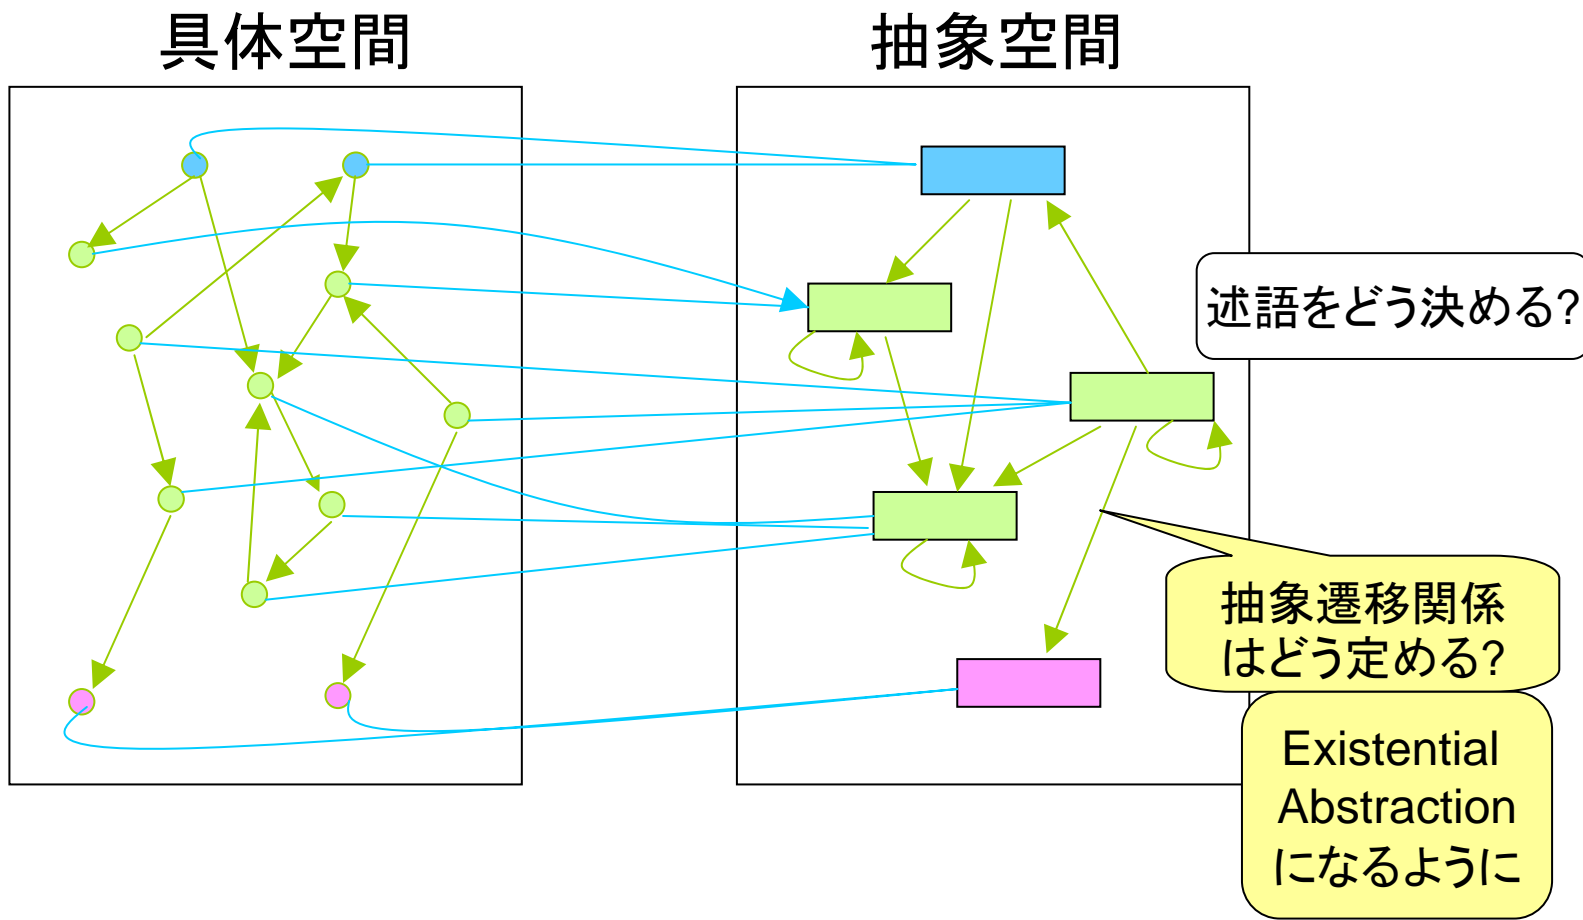 具体空間
抽象空間
述語をどう決める?
抽象遷移関係
はどう定める?
Existential
Abstraction
になるように